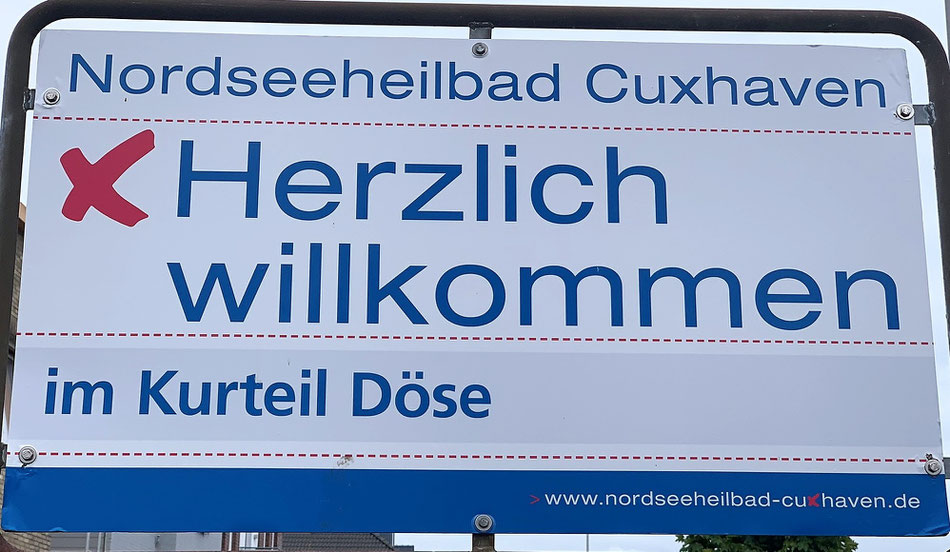 Nordseeheilbad Cuxhaven
Herzlich
willkommen
im Kurteil Döse
>www.nordseeheilbad-cuxhaven.de